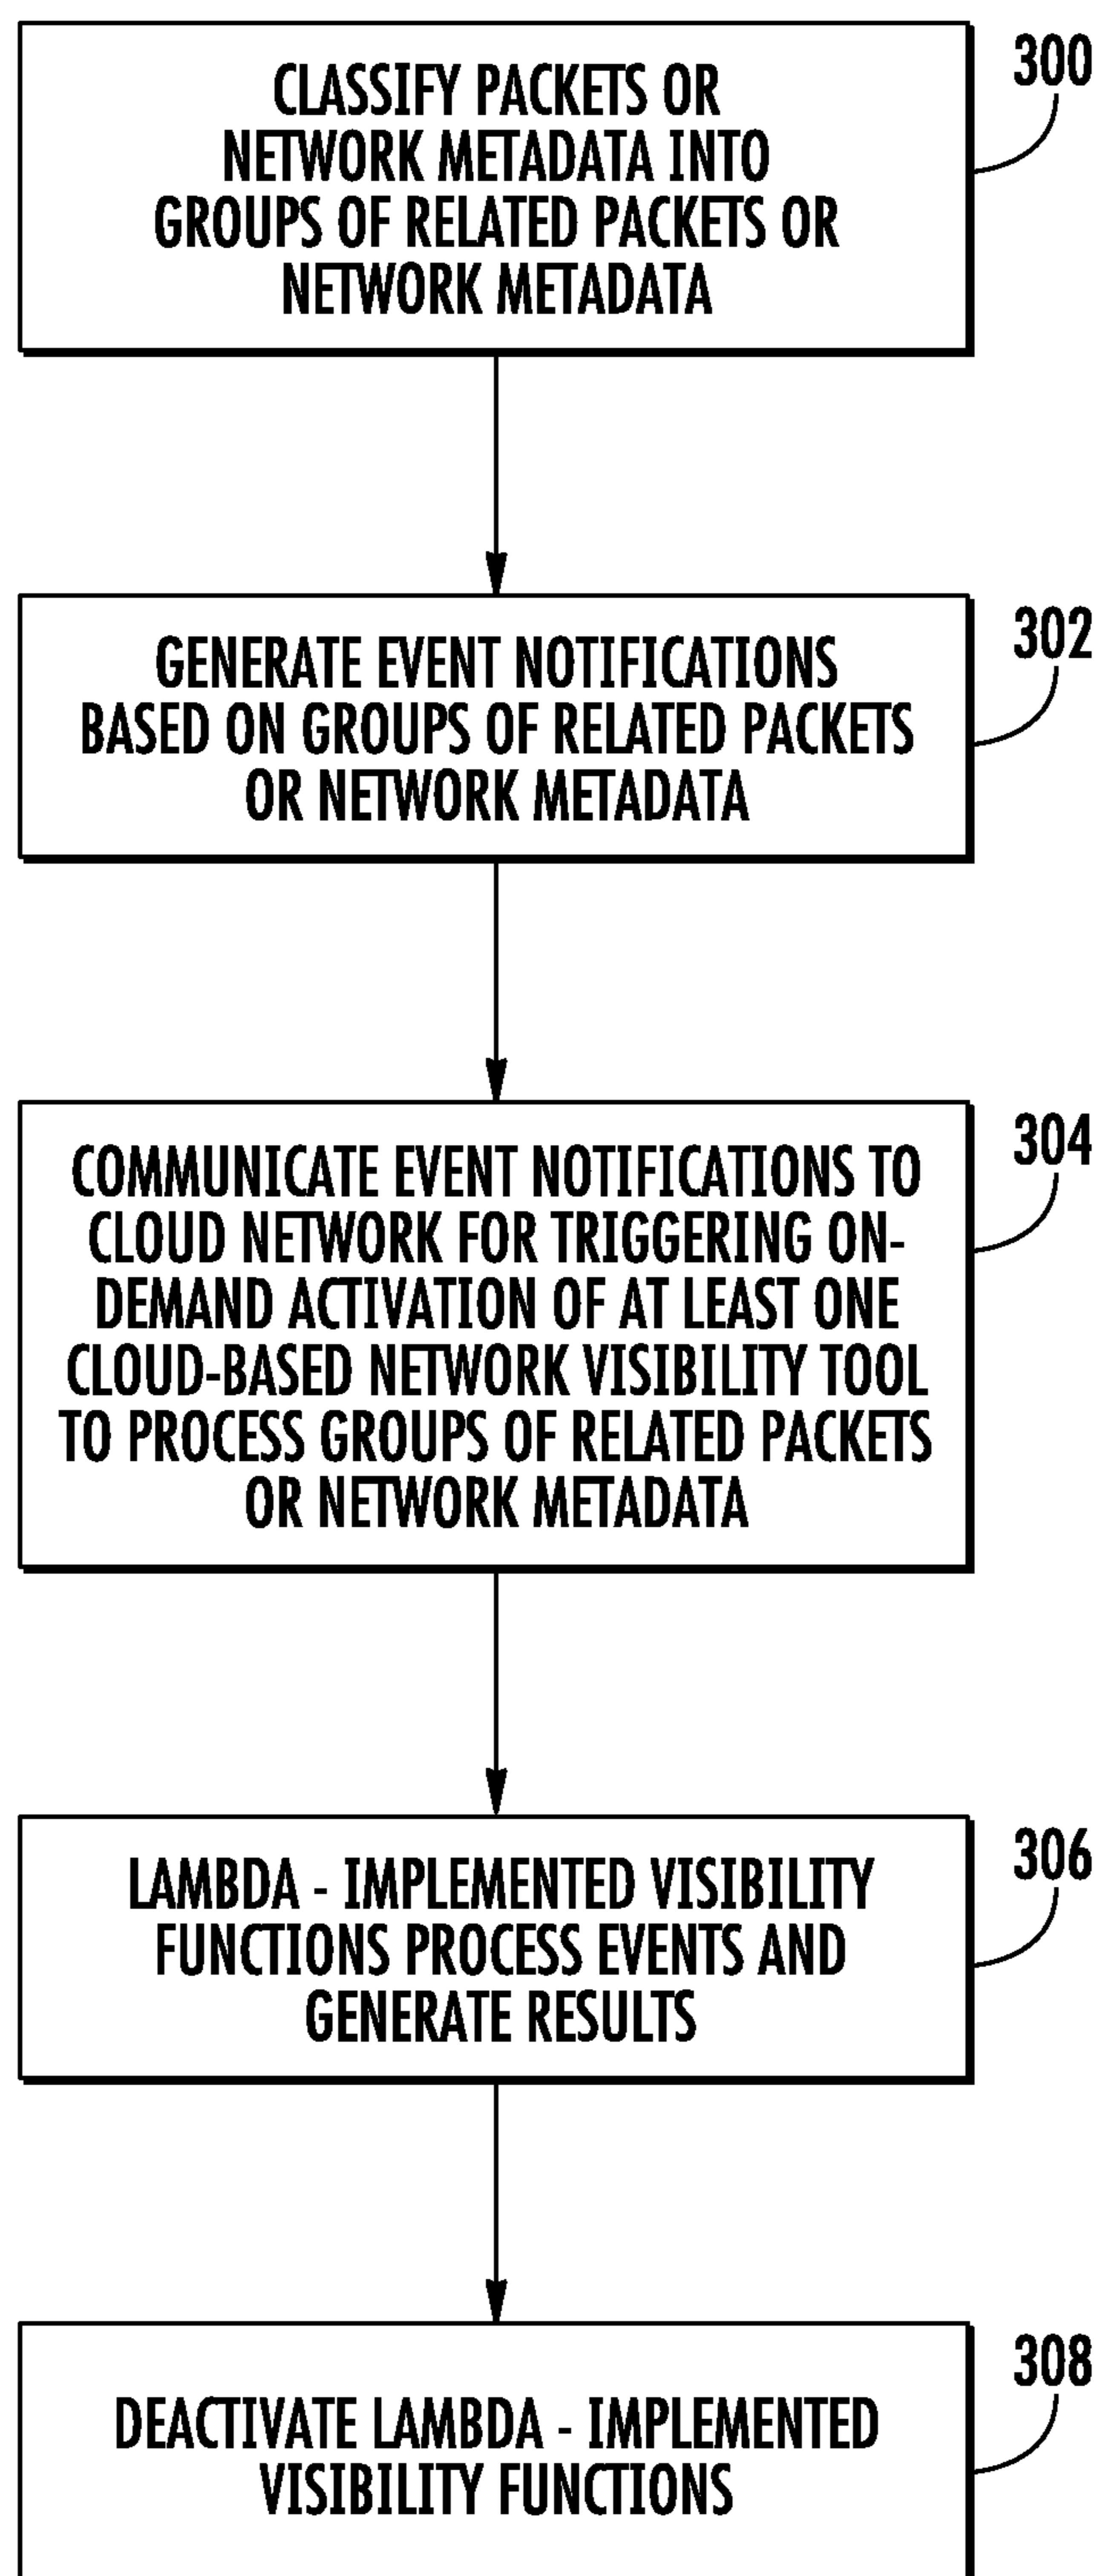 CLASSIFY PACKETS OR
NETWORK METADATA INTO
GROUPS OF RELATED PACKETS OR
NETWORK METADATA
300
GENERATE EVENT NOTIFICATIONS
BASED ON GROUPS OF RELATED PACKETS
OR NETWORK METADATA
302
COMMUNICATE EVENT NOTIFICATIONS TO
CLOUD NETWORK FOR TRIGGERING ON-
DEMAND ACTIVATION OF AT LEAST ONE
CLOUD-BASED NETWORK VISIBILITY TOOL
TO PROCESS GROUPS OF RELATED PACKETS
OR NETWORK METADATA
304
LAMBDA - IMPLEMENTED VISIBILITY
FUNCTIONS PROCESS EVENTS AND
GENERATE RESULTS
306
DEACTIVATE LAMBDA - IMPLEMENTED
VISIBILITY FUNCTIONS
308